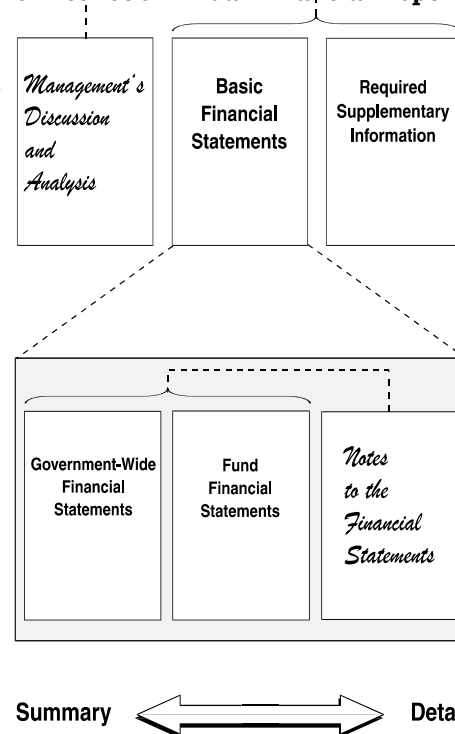 Management's
Discussion
and
Analysis
Basic
Financial
Statements
Required
Supplementary
Information
Government-Wide
Financial
Statements
Fund
Financial
Statements
Notes
to the
Financial
Statements
Summary
Deta